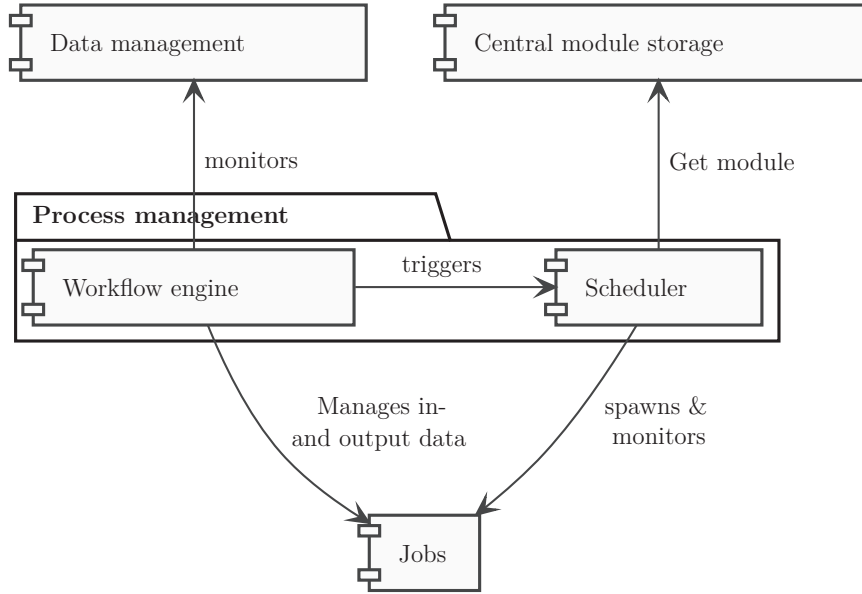 Data management
Central module storage
monitors
Get module
Process management
triggers
Workflow engine
Scheduler
Manages in-
and output data
spawns &
monitors
Jobs